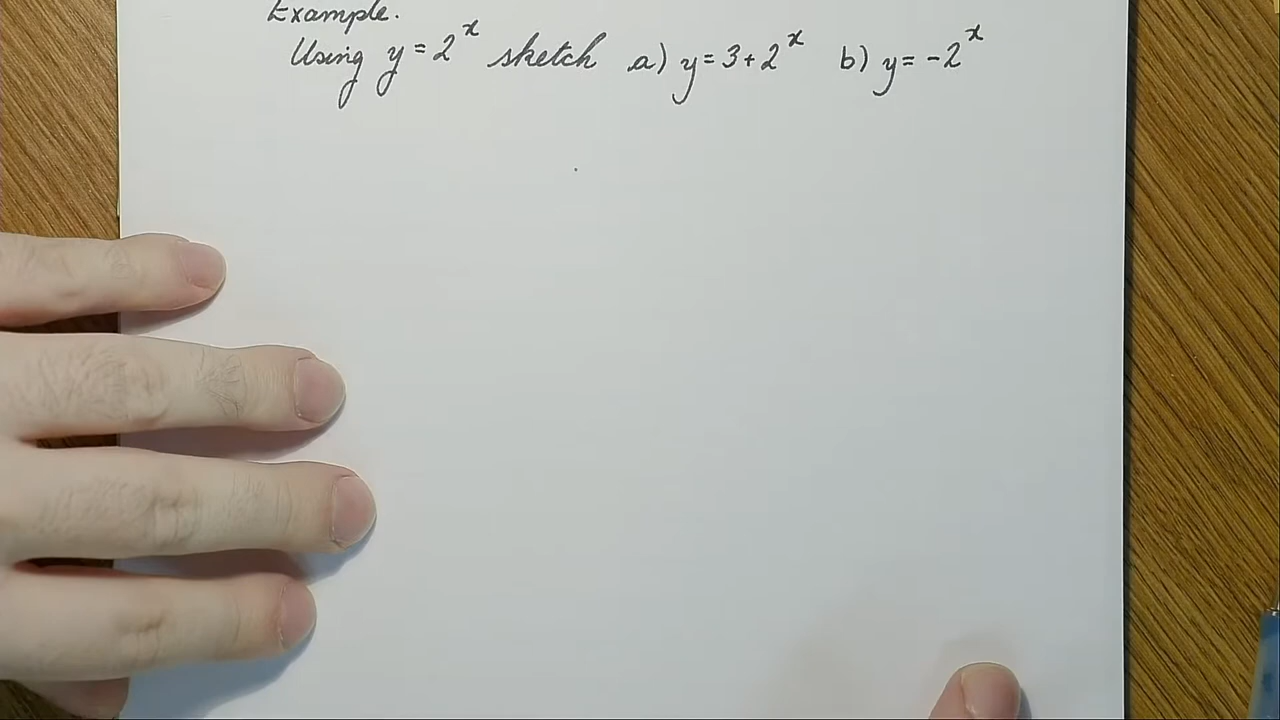 Example.
Using y = 2^x sketch a) y = 3 + 2^x b) y = -2^x